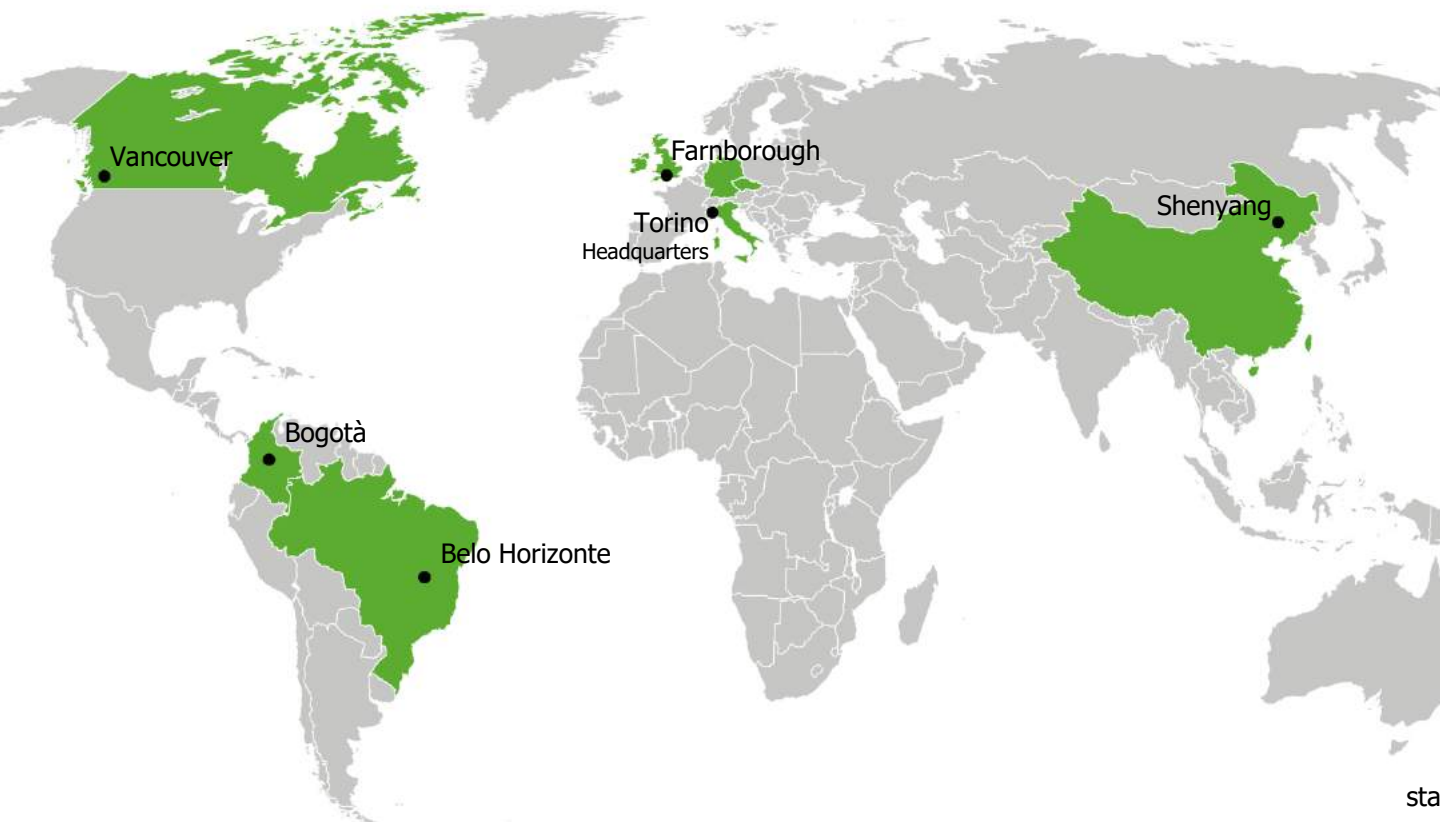 Vancouver
Farnborough
Torino
Headquarters
Shenyang
Bogotà
Belo Horizonte
sta